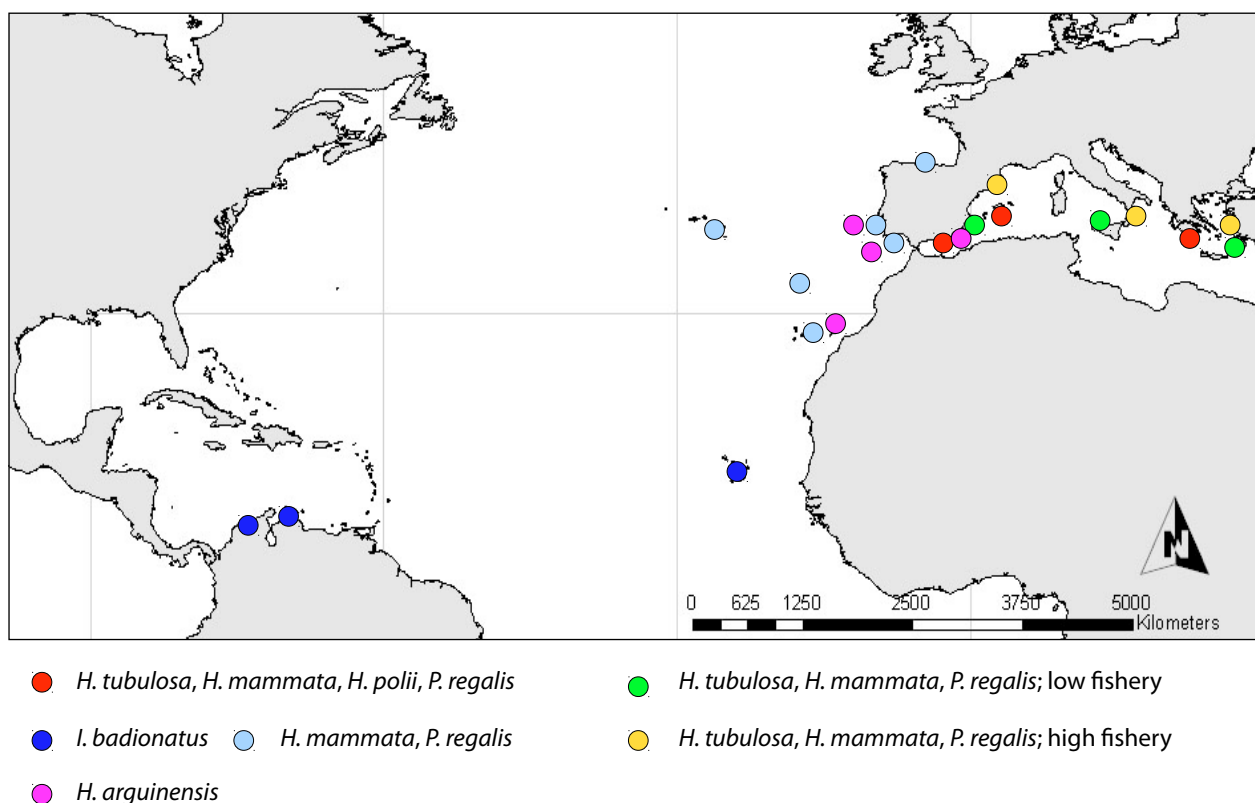 N
0 625 1250 2500 3750 5000
Kilometers
H. tubulosa, H. mammata, H. polii, P. regalis
H. tubulosa, H. mammata, P. regalis; low fishery
I. badionatus
H. mammata, P. regalis
H. tubulosa, H. mammata, P. regalis; high fishery
H. arguinensis